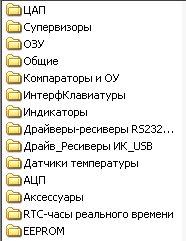 ЦАП
Супервизоры
ОЗУ
Общие
Компараторы и ОУ
ИнтерфКлавиатуры
Индикаторы
Драйверы-ресиверы RS232...
Драйв_Ресиверы ИК_USB
Датчики температуры
АЦП
Аксессуары
RTC-часы реального времени
EEPROM